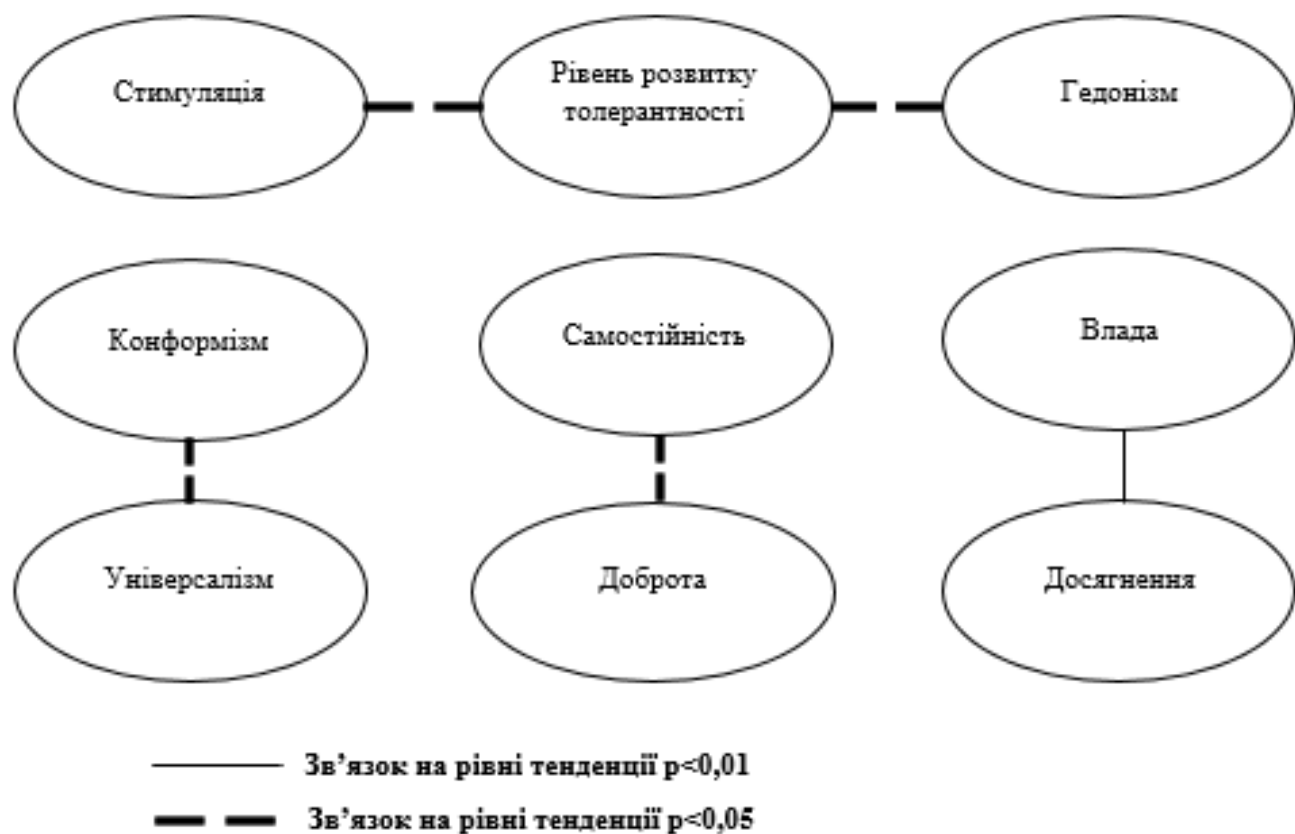 Стимуляція
Рівень розвитку
толерантності
Гедонізм
Конформізм
Самостійність
Влада
Універсалізм
Доброта
Досягнення
Зв’язок на рівні тенденції p<0,01
Зв’язок на рівні тенденції p<0,05